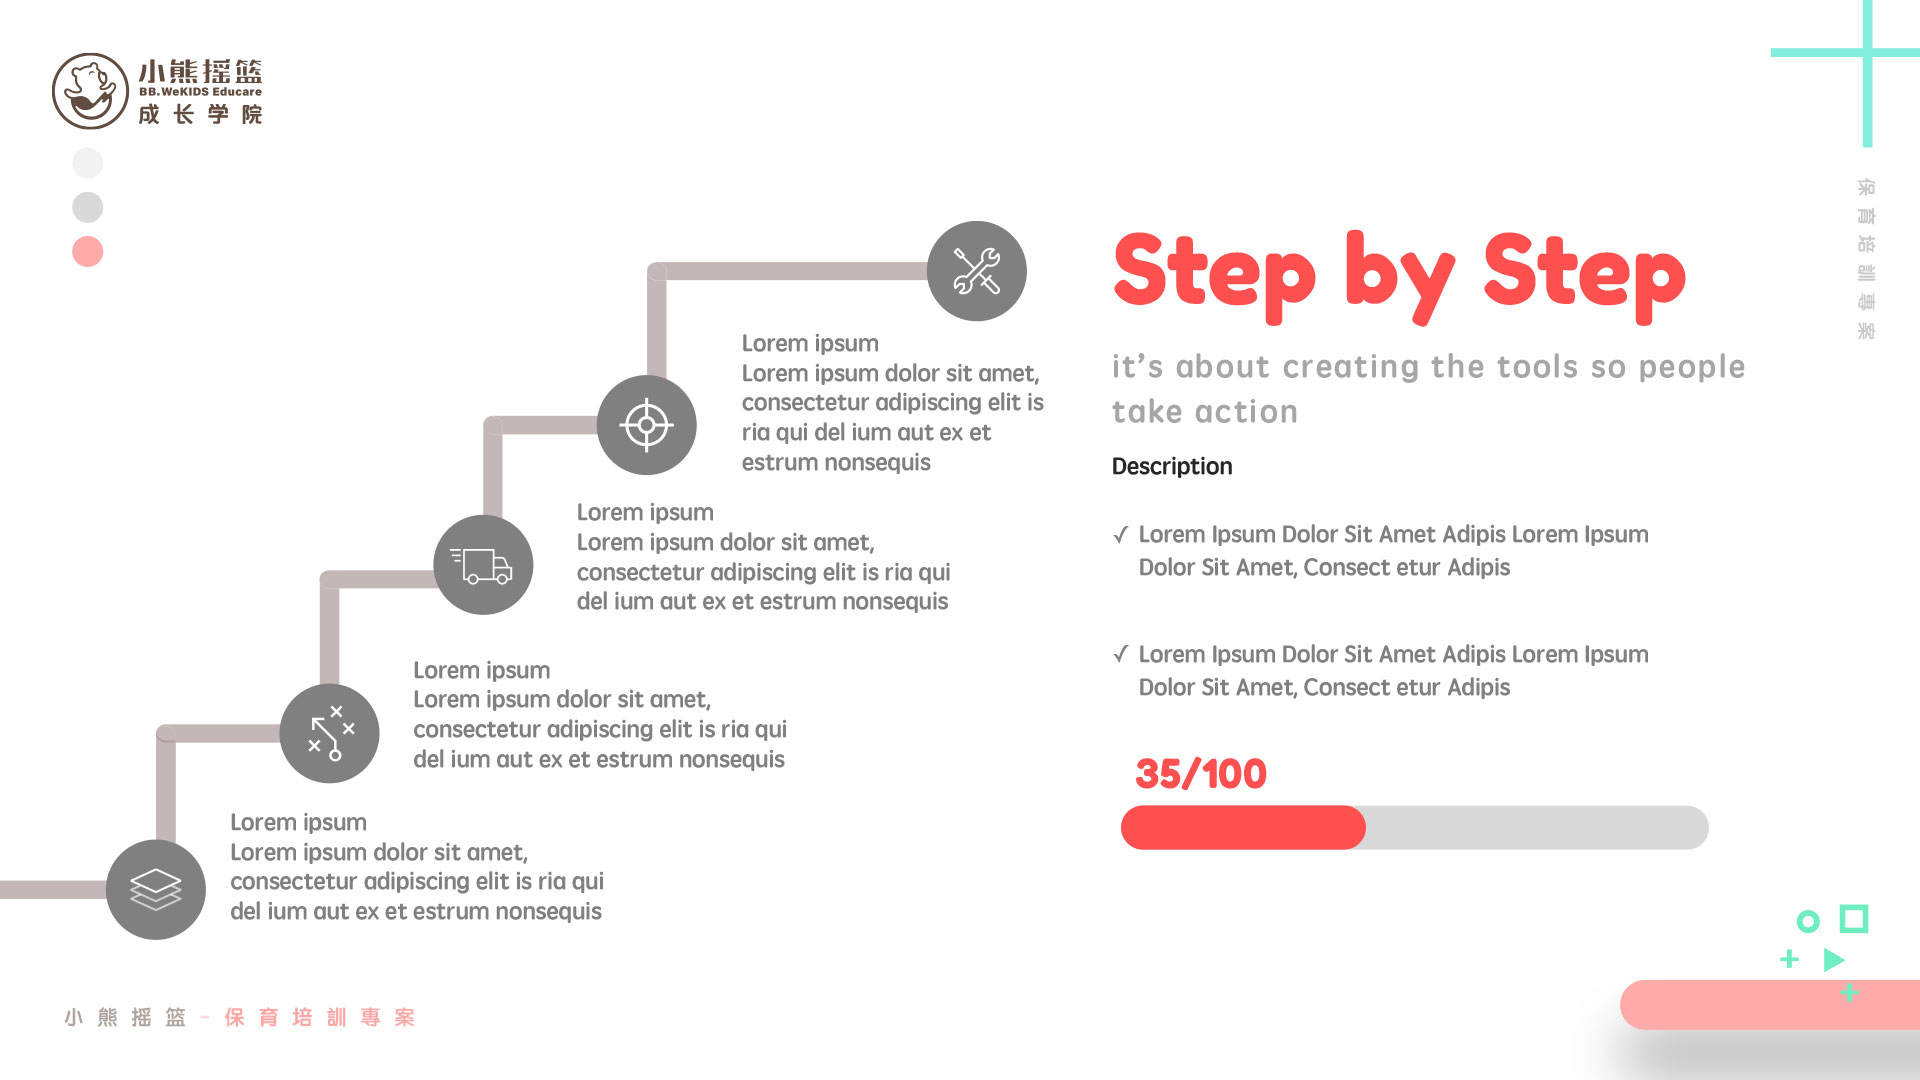 小熊摇篮
BB.WeKIDS Educare
成长学院
保育培訓專案
Step by Step
it's about creating the tools so people
take action
Description
✓ Lorem Ipsum Dolor Sit Amet Adipis Lorem Ipsum
Dolor Sit Amet, Consect etur Adipis
✓ Lorem Ipsum Dolor Sit Amet Adipis Lorem Ipsum
Dolor Sit Amet, Consect etur Adipis
35/100
Lorem ipsum
Lorem ipsum dolor sit amet,
consectetur adipiscing elit is
ria qui del ium aut ex et
estrum nonsequis
Lorem ipsum
Lorem ipsum dolor sit amet,
consectetur adipiscing elit is ria qui
del ium aut ex et estrum nonsequis
Lorem ipsum
Lorem ipsum dolor sit amet,
consectetur adipiscing elit is ria qui
del ium aut ex et estrum nonsequis
Lorem ipsum
Lorem ipsum dolor sit amet,
consectetur adipiscing elit is ria qui
del ium aut ex et estrum nonsequis
小熊摇篮-保育培訓專案